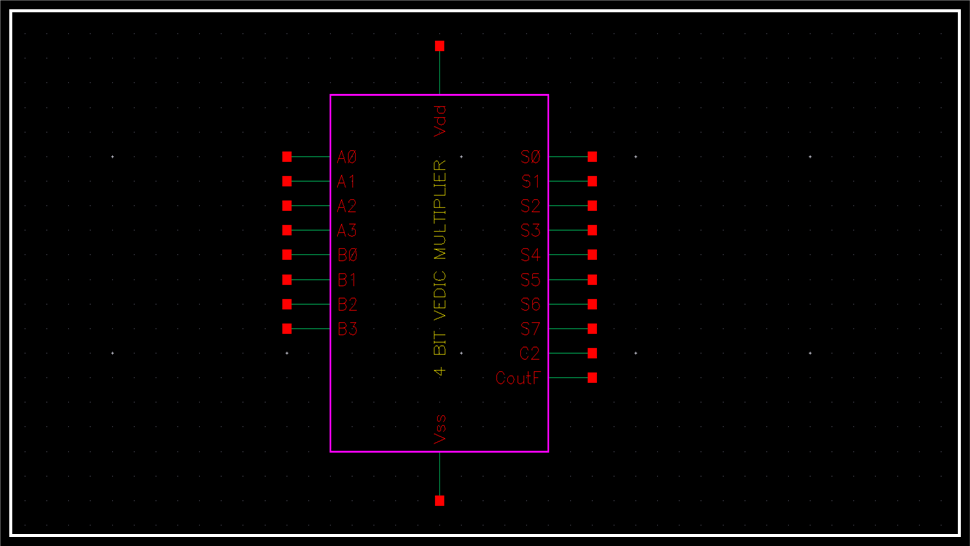 Vdd
A0
A1
A2
A3
B0
B1
B2
B3
4 BIT VEDIC MULTIPLIER
S0
S1
S2
S3
S4
S5
S6
S7
C2
CoutF
Vss